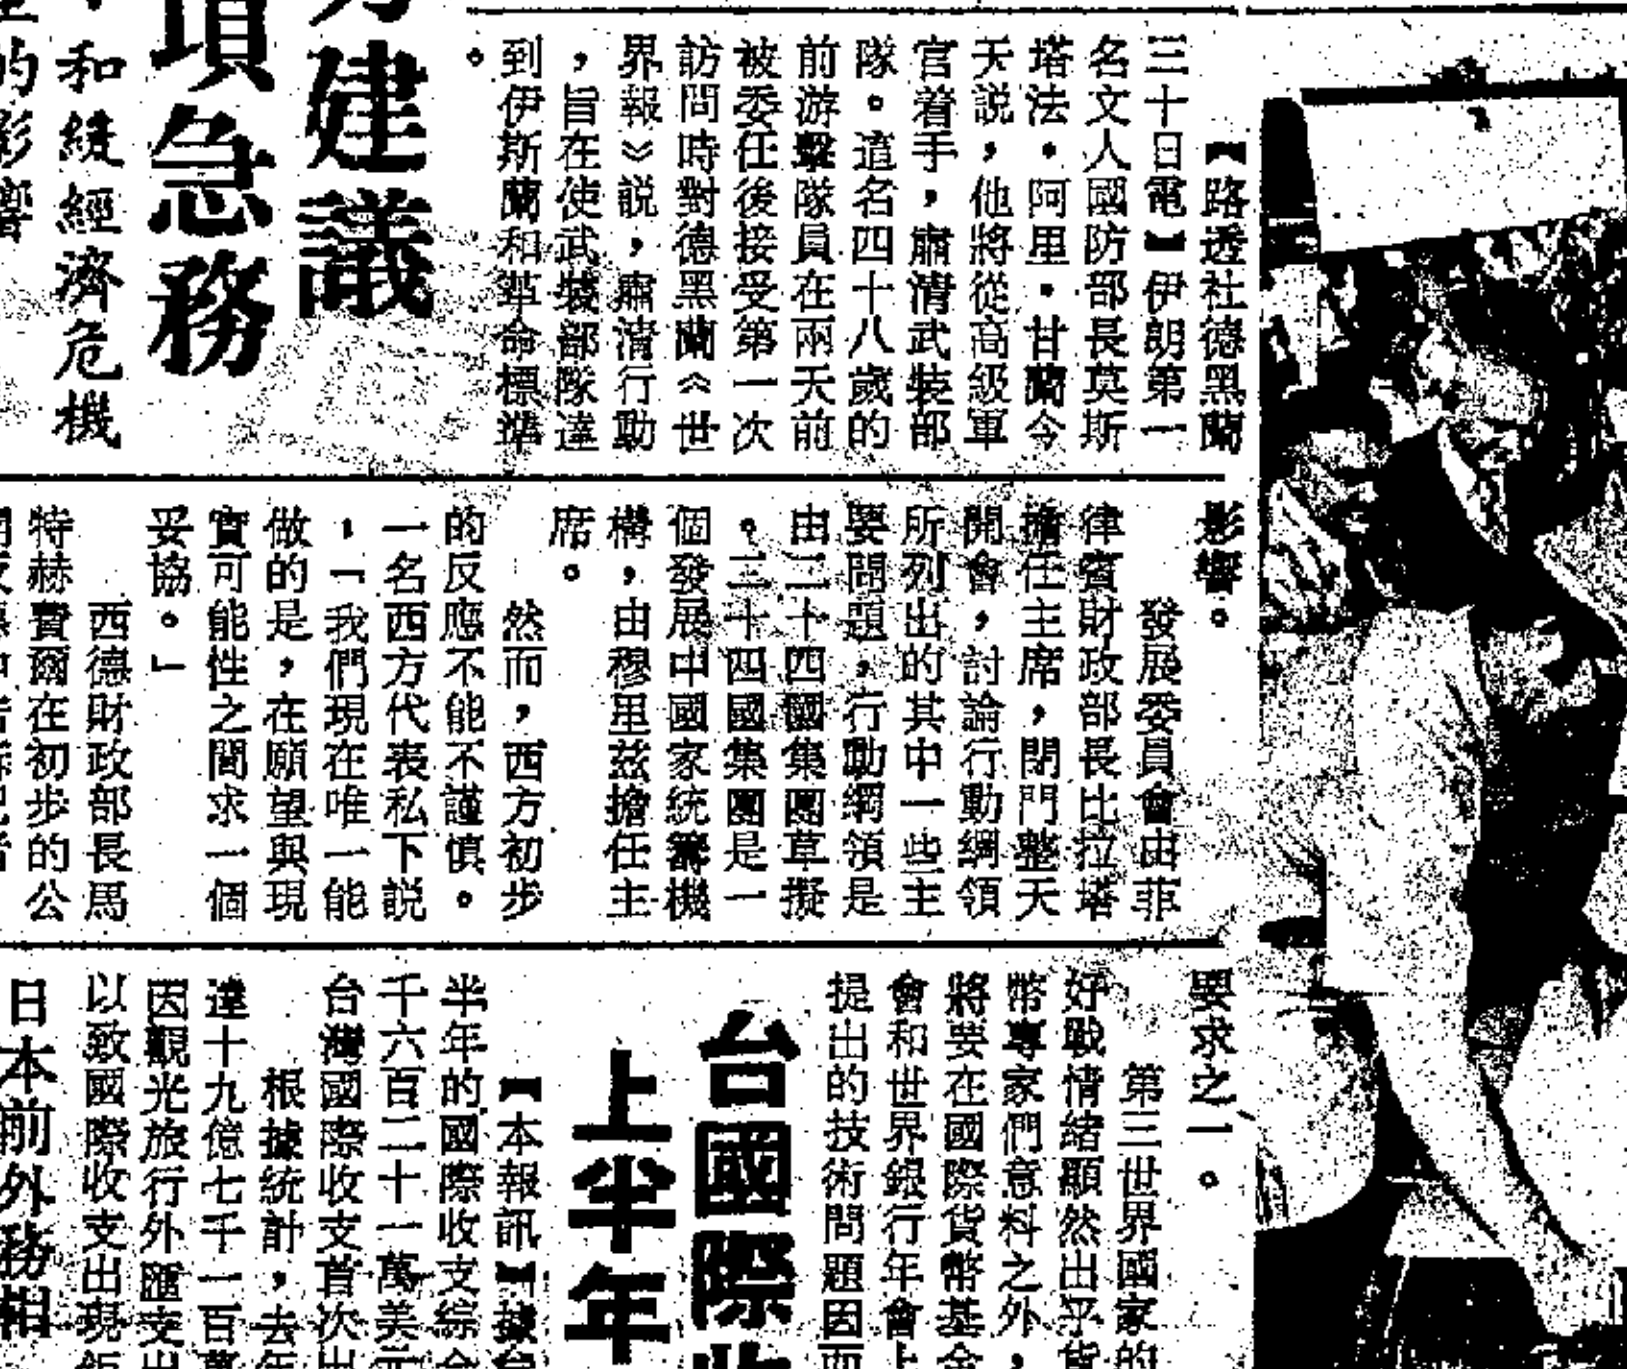 【路透社德黑蘭
三十日電】伊朗第一
名文人國防部長莫斯
塔法·阿里·甘蘭令
天説，他將從高級軍
官着手，肅清武裝部
隊。這名四十八歲的
前游擊隊員在兩天前
被委任後接受第一次
訪問時對德黑蘭《世
界報》説，肅清行動
，旨在使武裝部隊達
到伊斯蘭和革命標準
。
建議
項急務
和緩經濟危機
的影響
影響。
發展委員會由菲
律賓財政部長比拉塔
擔任主席，閉門整天
開會，討論行動綱領
所列出的其中一些主
要問題，行動綱領是
由二十四國集團草擬
。二十四國集團是一
個發展中國家統籌機
構，由穆里兹擔任主
席。
然而，西方初步
的反應不能不謹慎。
一名西方代表私下説
，「我們現在唯一能
做的是，在願望與現
實可能性之間求一個
妥協。」
西德財政部長馬
特赫費爾在初步的公
要求之一。
第三世界國家的
好戰情緒顯然出乎貨
幣專家們意料之外，
將要在國際貨幣基金
會和世界銀行年會上
提出的技術問題因而
台國際收
上半年
【本報訊】據台
半年的國際收支綜合
千六百二十一萬美元
台灣國際收支首次出
根據統計，去年
達十九億七千一百萬
因觀光旅行外匯支出
以致國際收支出現鉅
日本前外務相